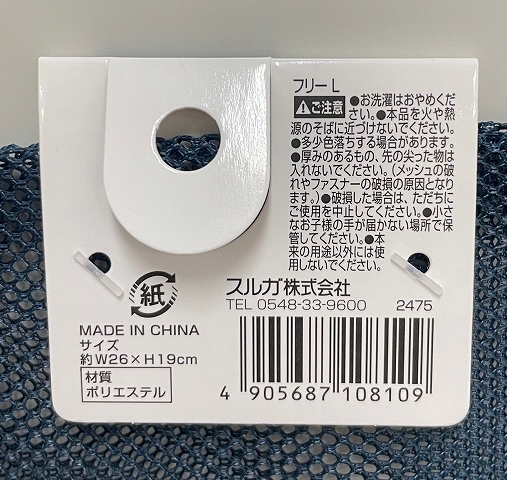 フリー L
⚠ご注意 ●お洗濯はおやめくだ
さい。●本品を火や熱
源のそばに近づけないでください。
●多少色落ちする場合があります。
●厚みのあるもの、先の尖った物は
入れないでください。(メッシュの破
れやファスナーの破損の原因となり
ます。)●破損した場合は、ただちに
ご使用を中止してください。●小さ
なお子様の手が届かない場所で保
管してください。●本
来の用途以外には使
用しないでください。
紙
スルガ株式会社
TEL 0548-33-9600 2475
MADE IN CHINA
サイズ
約W26×H19cm
材質
ポリエステル
4 905687 108109